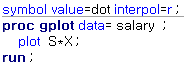 symbol value=dot interpol=r ;
proc gplot data= salary ;
plot S*X;
run ;